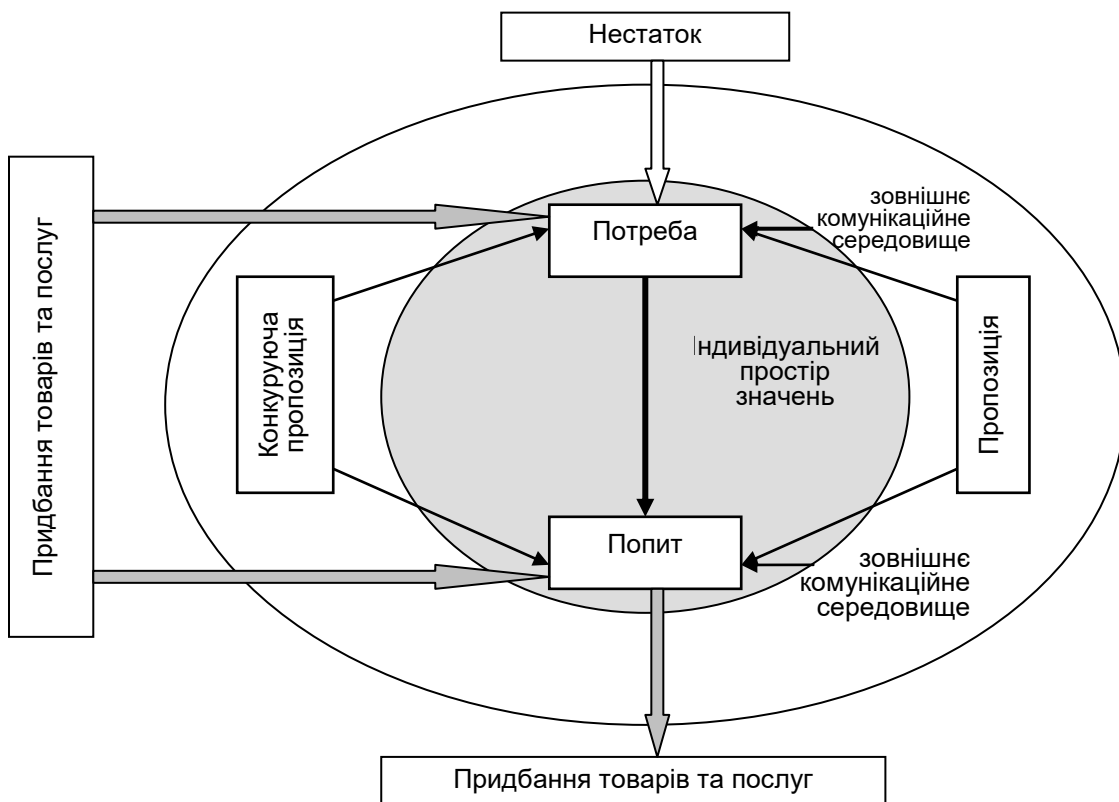 Нестаток
зовнішнє
комунікаційне
середовище
Потреба
Придбання товарів та послуг
Конкуруюча
пропозиція
Індивідуальний
простір
значень
Пропозиція
Попит
зовнішнє
комунікаційне
середовище
Придбання товарів та послуг